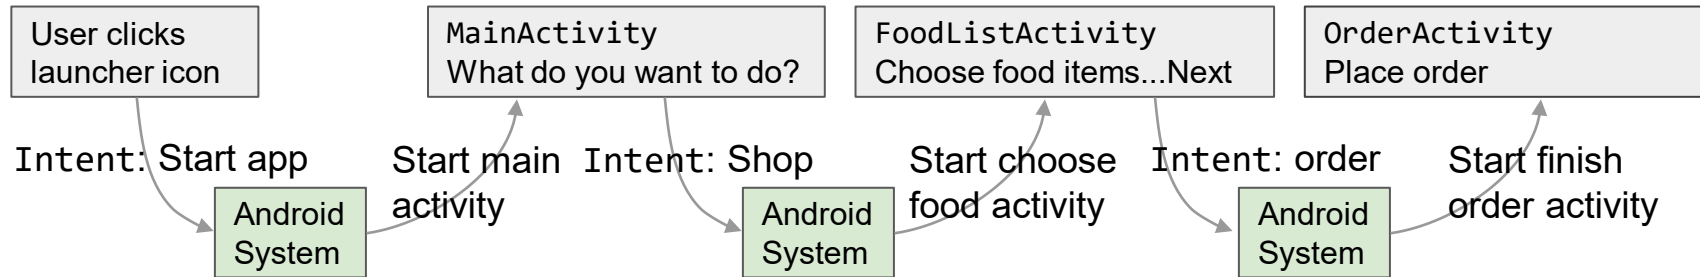 User clicks
launcher icon
MainActivity
What do you want to do?
FoodListActivity
Choose food items...Next
OrderActivity
Place order
Intent: Start app
Start main
activity
Intent: Shop
Start choose
food activity
Intent: order
Start finish
order activity
Android
System
Android
System
Android
System